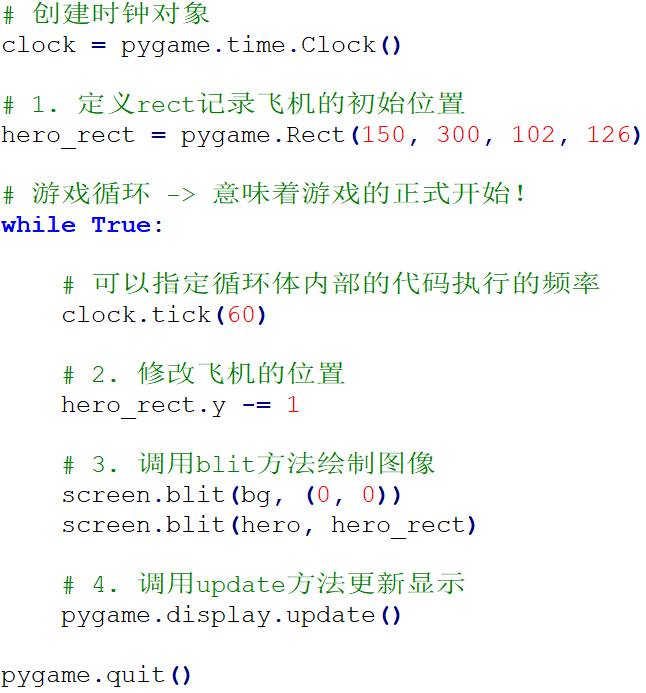 # 创建时钟对象
clock = pygame.time.Clock()
# 1. 定义rect记录飞机的初始位置
hero_rect = pygame.Rect(150, 300, 102, 126)
# 游戏循环 -> 意味着游戏的正式开始!
while True:
# 可以指定循环体内部的代码执行的频率
clock.tick(60)
# 2. 修改飞机的位置
hero_rect.y -= 1
# 3. 调用blit方法绘制图像
screen.blit(bg, (0, 0))
screen.blit(hero, hero_rect)
# 4. 调用update方法更新显示
pygame.display.update()
pygame.quit()